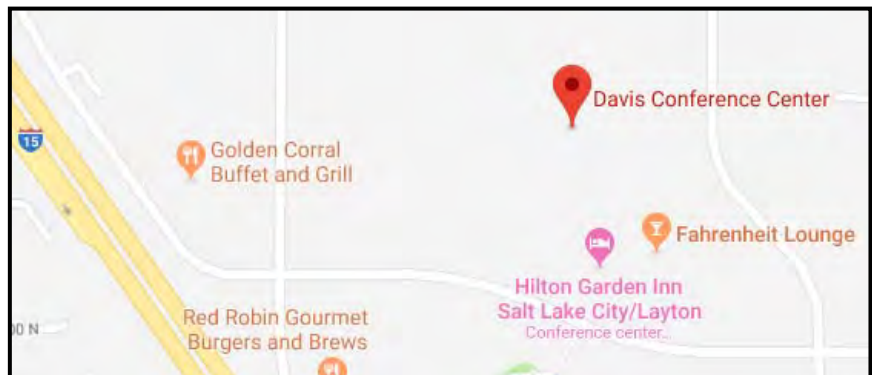 Davis Conference Center
15
Golden Corral
Buffet and Grill
Fahrenheit Lounge
Hilton Garden Inn
Salt Lake City/Layton
Conference center...
Red Robin Gourmet
Burgers and Brews
00 N